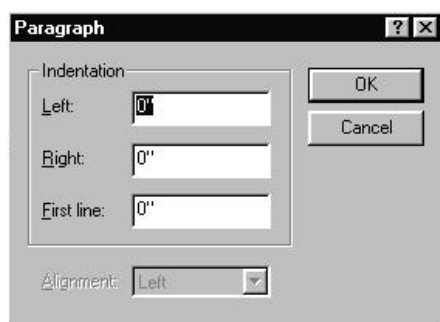 Paragraph
Indentation
Left: 0"
Right: 0"
First line: 0"
Alignment: Left
OK
Cancel